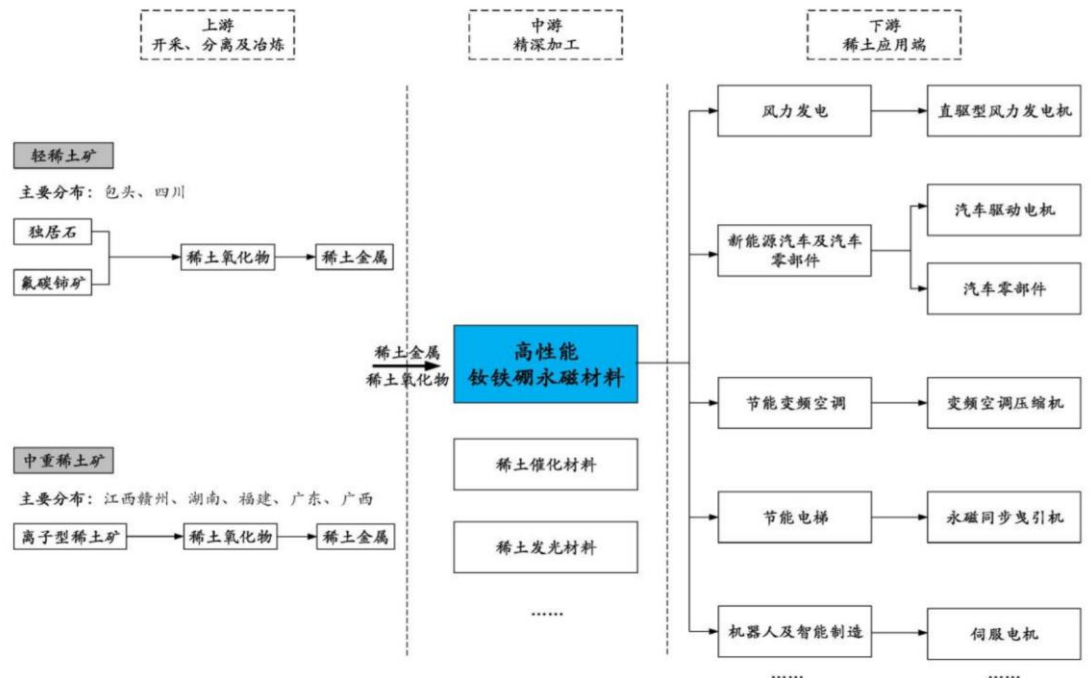 上游
开采、分离及冶炼
中游
精深加工
下游
稀土应用端
轻稀土矿
主要分布：包头、四川
独居石
氟碳铈矿
稀土氧化物
稀土金属
中重稀土矿
主要分布：江西赣州、湖南、福建、广东、广西
离子型稀土矿
稀土氧化物
稀土金属
稀土金属
稀土氧化物
高性能
钕铁硼永磁材料
稀土催化材料
稀土发光材料
……
风力发电
直驱型风力发电机
新能源汽车及汽车
零部件
汽车驱动电机
汽车零部件
节能变频空调
变频空调压缩机
节能电梯
永磁同步曳引机
机器人及智能制造
伺服电机
……
……